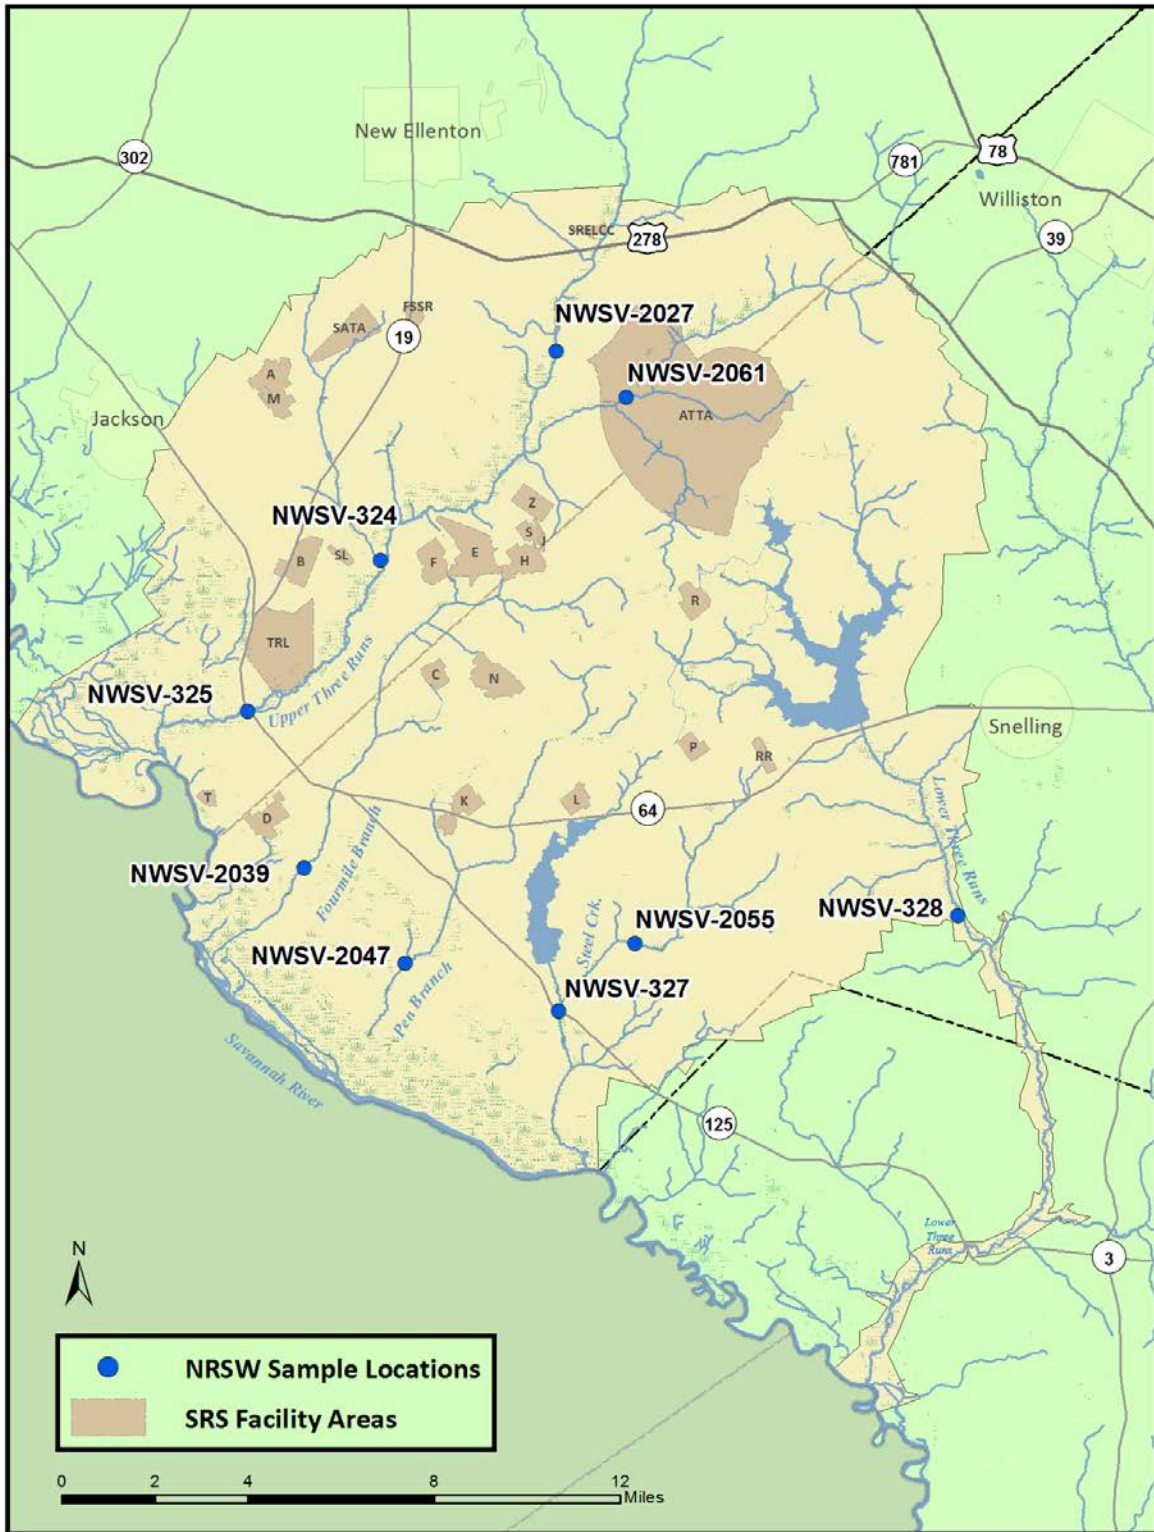 New Ellenton
302
781
78
Williston
SRELCC
278
39
NWSV-2027
FSSR
SATA
19
NWSV-2061
A
M
ATTA
Jackson
Z
NWSV-324
S
J
SL
E
B
F
H
R
TRL
Upper Three Runs
C
N
NWSV-325
Snelling
P
RR
T
K
L
64
D
Lower Three Runs
Fourmile Branch
NWSV-2039
Steel Crk.
NWSV-2055
NWSV-328
NWSV-2047
Pen Branch
NWSV-327
Savannah River
125
Lower
Three
Runs
3
N
NRSW Sample Locations
SRS Facility Areas
0 2 4 8 12
Miles